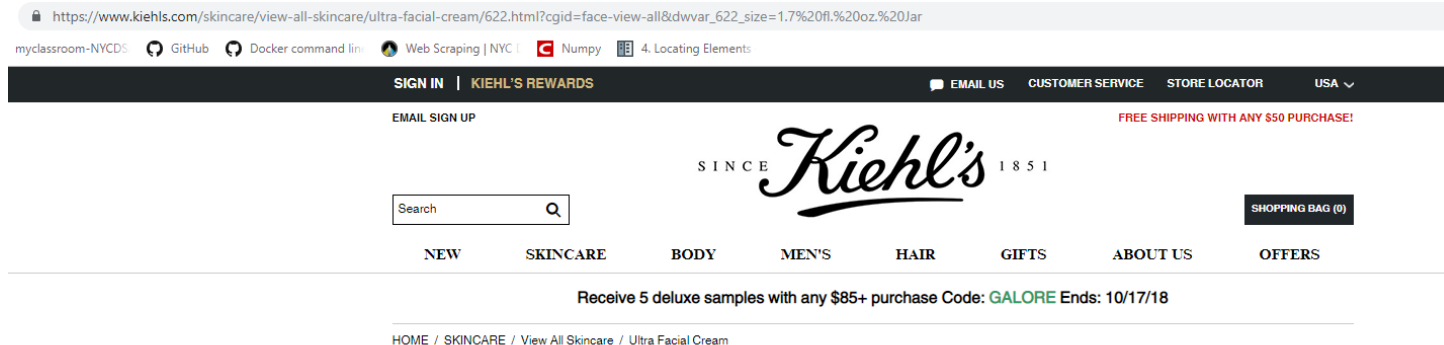 https://www.kiehls.com/skincare/view-all-skincare/ultra-facial-cream/622.html?cgid=face-view-all&dwvar_622_size=1.7%20fl.%20oz.%20Jar
myclassroom-NYCDS GitHub Docker command line Web Scraping | NYC C Numpy 4. Locating Elements
SIGN IN | KIEHL'S REWARDS EMAIL US CUSTOMER SERVICE STORE LOCATOR USA
EMAIL SIGN UP FREE SHIPPING WITH ANY $50 PURCHASE!
SINCE Kiehl's 1851
Search SHOPPING BAG (0)
NEW SKINCARE BODY MEN'S HAIR GIFTS ABOUT US OFFERS
Receive 5 deluxe samples with any $85+ purchase Code: GALORE Ends: 10/17/18
HOME / SKINCARE / View All Skincare / Ultra Facial Cream